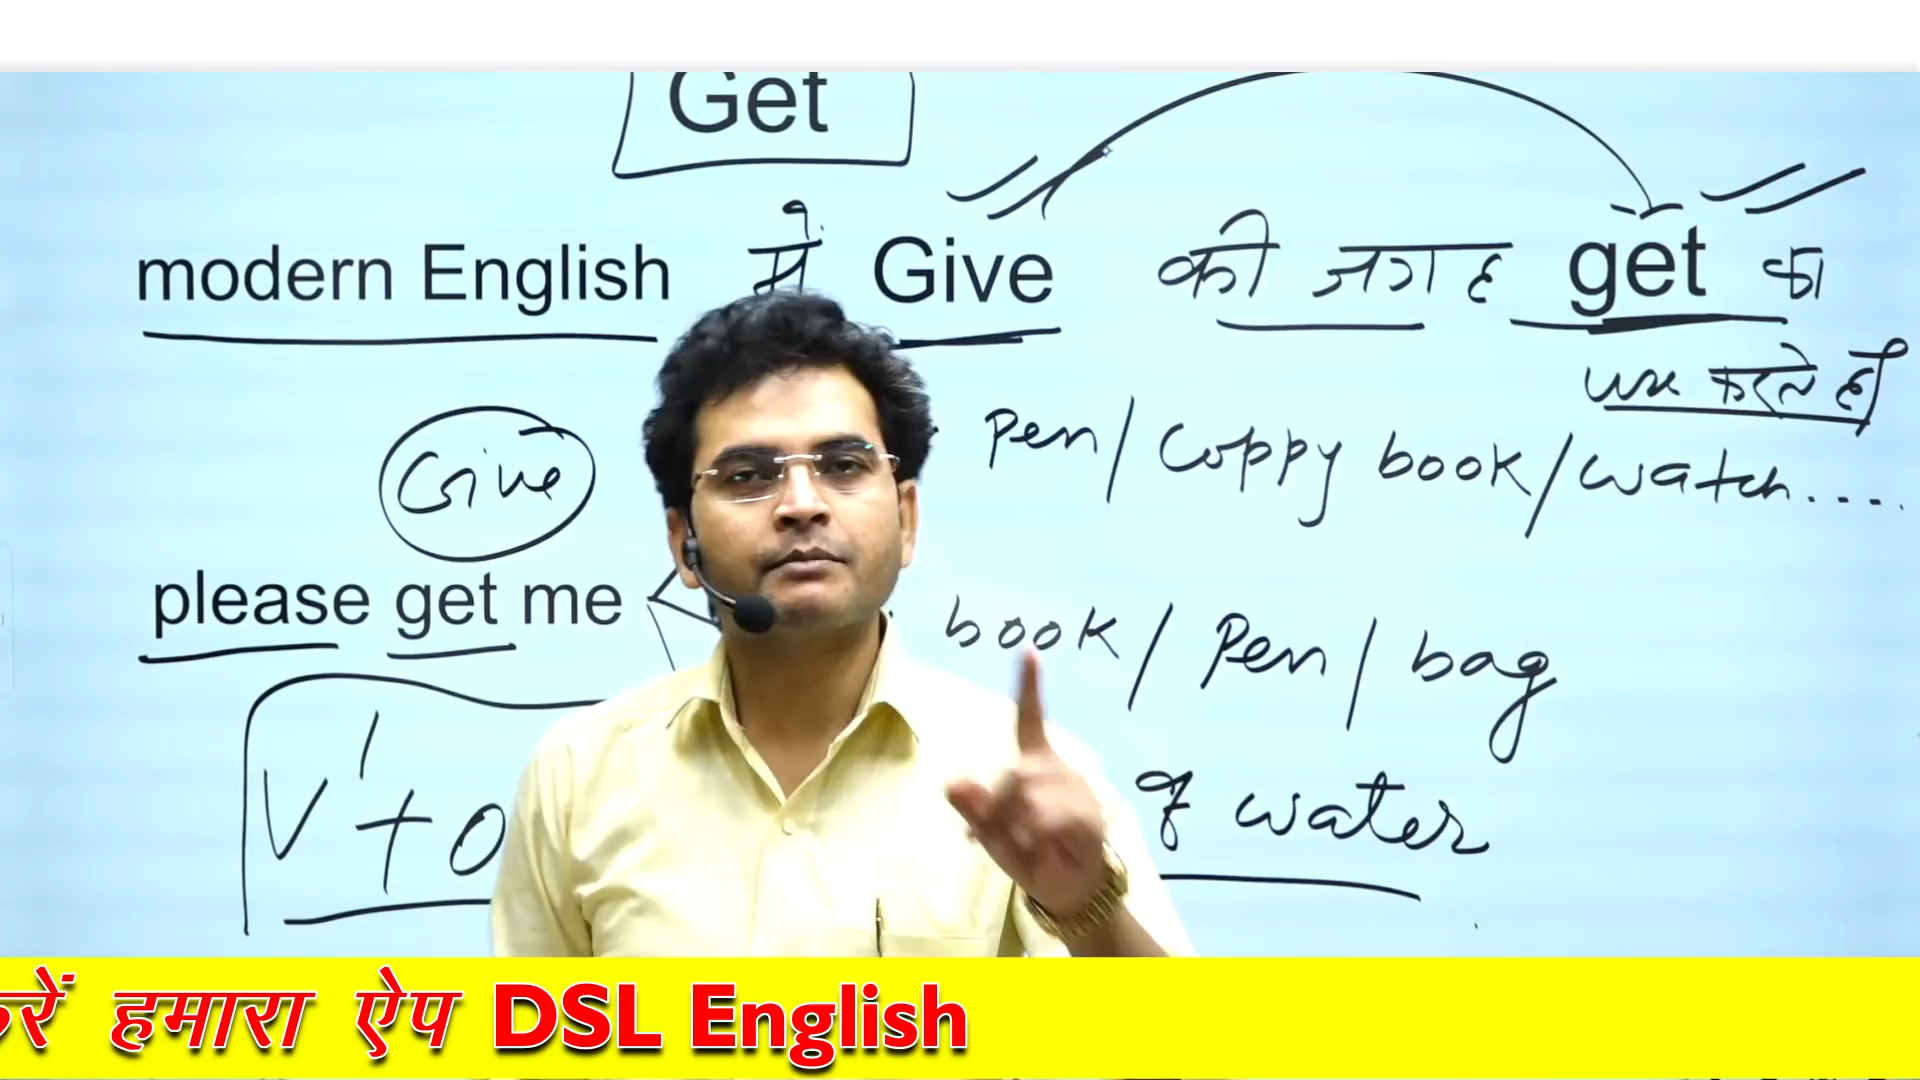 Get
modern English में Give की जगह get का
use करते हैं
Give
Pen / Coppy book / watch....
please get me
book / Pen / bag
V¹ + o
of water
करें हमारा ऐप DSL English